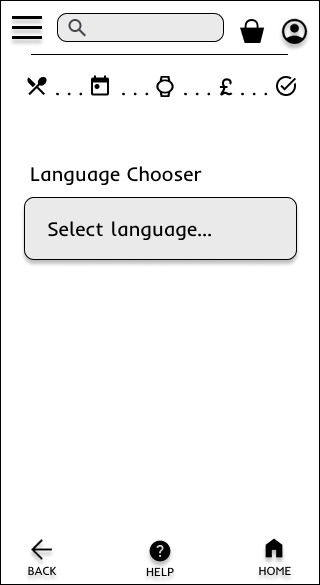 ... ... ... £ ...
Language Chooser
Select language...
BACK HELP HOME